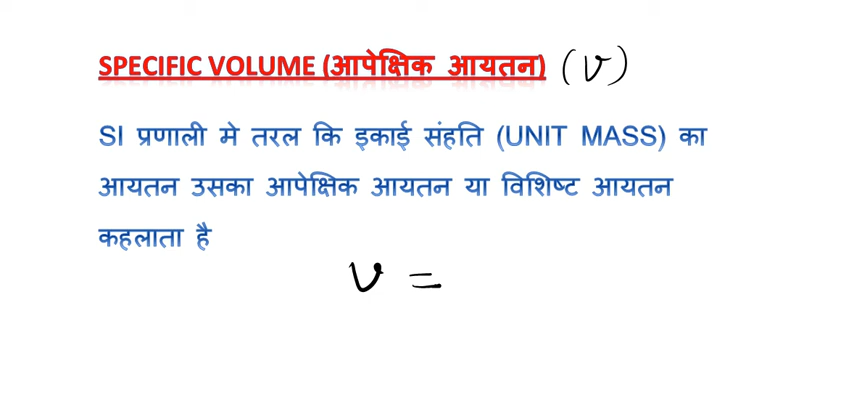 SPECIFIC VOLUME (आपेक्षिक आयतन) (v)
SI प्रणाली मे तरल कि इकाई संहति (UNIT MASS) का
आयतन उसका आपेक्षिक आयतन या विशिष्ट आयतन
कहलाता है
v =